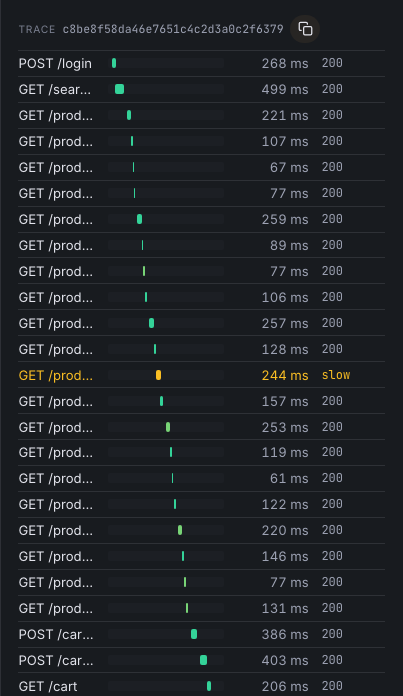 TRACE c8be8f58da46e7651c4c2d3a0c2f6379
POST /login 268 ms 200
GET /sear... 499 ms 200
GET /prod... 221 ms 200
GET /prod... 107 ms 200
GET /prod... 67 ms 200
GET /prod... 77 ms 200
GET /prod... 259 ms 200
GET /prod... 89 ms 200
GET /prod... 77 ms 200
GET /prod... 106 ms 200
GET /prod... 257 ms 200
GET /prod... 128 ms 200
GET /prod... 244 ms slow
GET /prod... 157 ms 200
GET /prod... 253 ms 200
GET /prod... 119 ms 200
GET /prod... 61 ms 200
GET /prod... 122 ms 200
GET /prod... 220 ms 200
GET /prod... 146 ms 200
GET /prod... 77 ms 200
GET /prod... 131 ms 200
POST /car... 386 ms 200
POST /car... 403 ms 200
GET /cart 206 ms 200